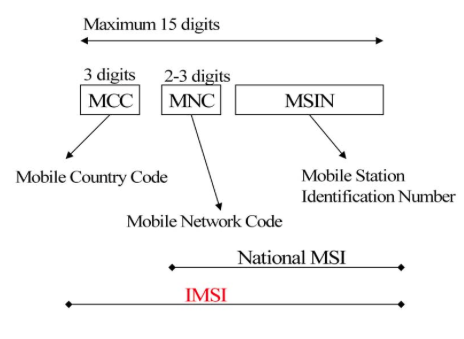 Maximum 15 digits
3 digits
2-3 digits
MCC
MNC
MSIN
Mobile Country Code
Mobile Station
Identification Number
Mobile Network Code
National MSI
IMSI